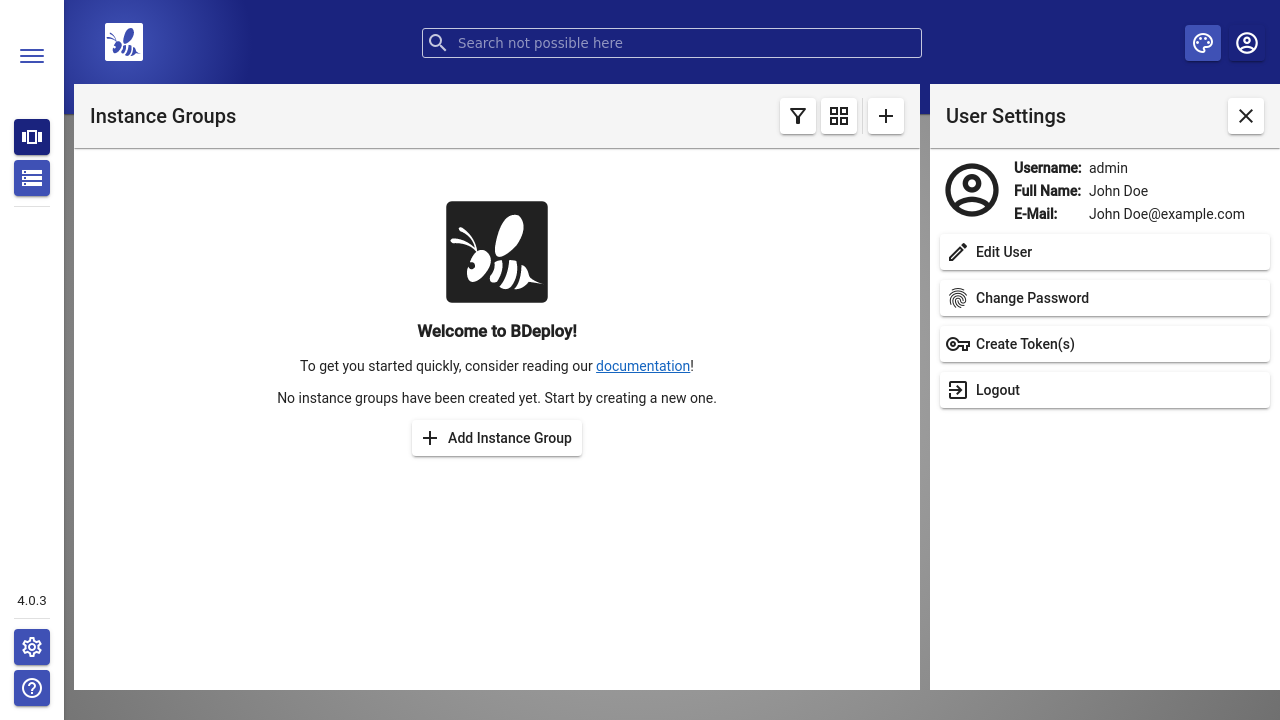 Search not possible here
Instance Groups
User Settings
Username: admin
Full Name: John Doe
E-Mail: John Doe@example.com
Edit User
Change Password
Create Token(s)
Logout
Welcome to BDeploy!
To get you started quickly, consider reading our documentation!
No instance groups have been created yet. Start by creating a new one.
Add Instance Group
4.0.3